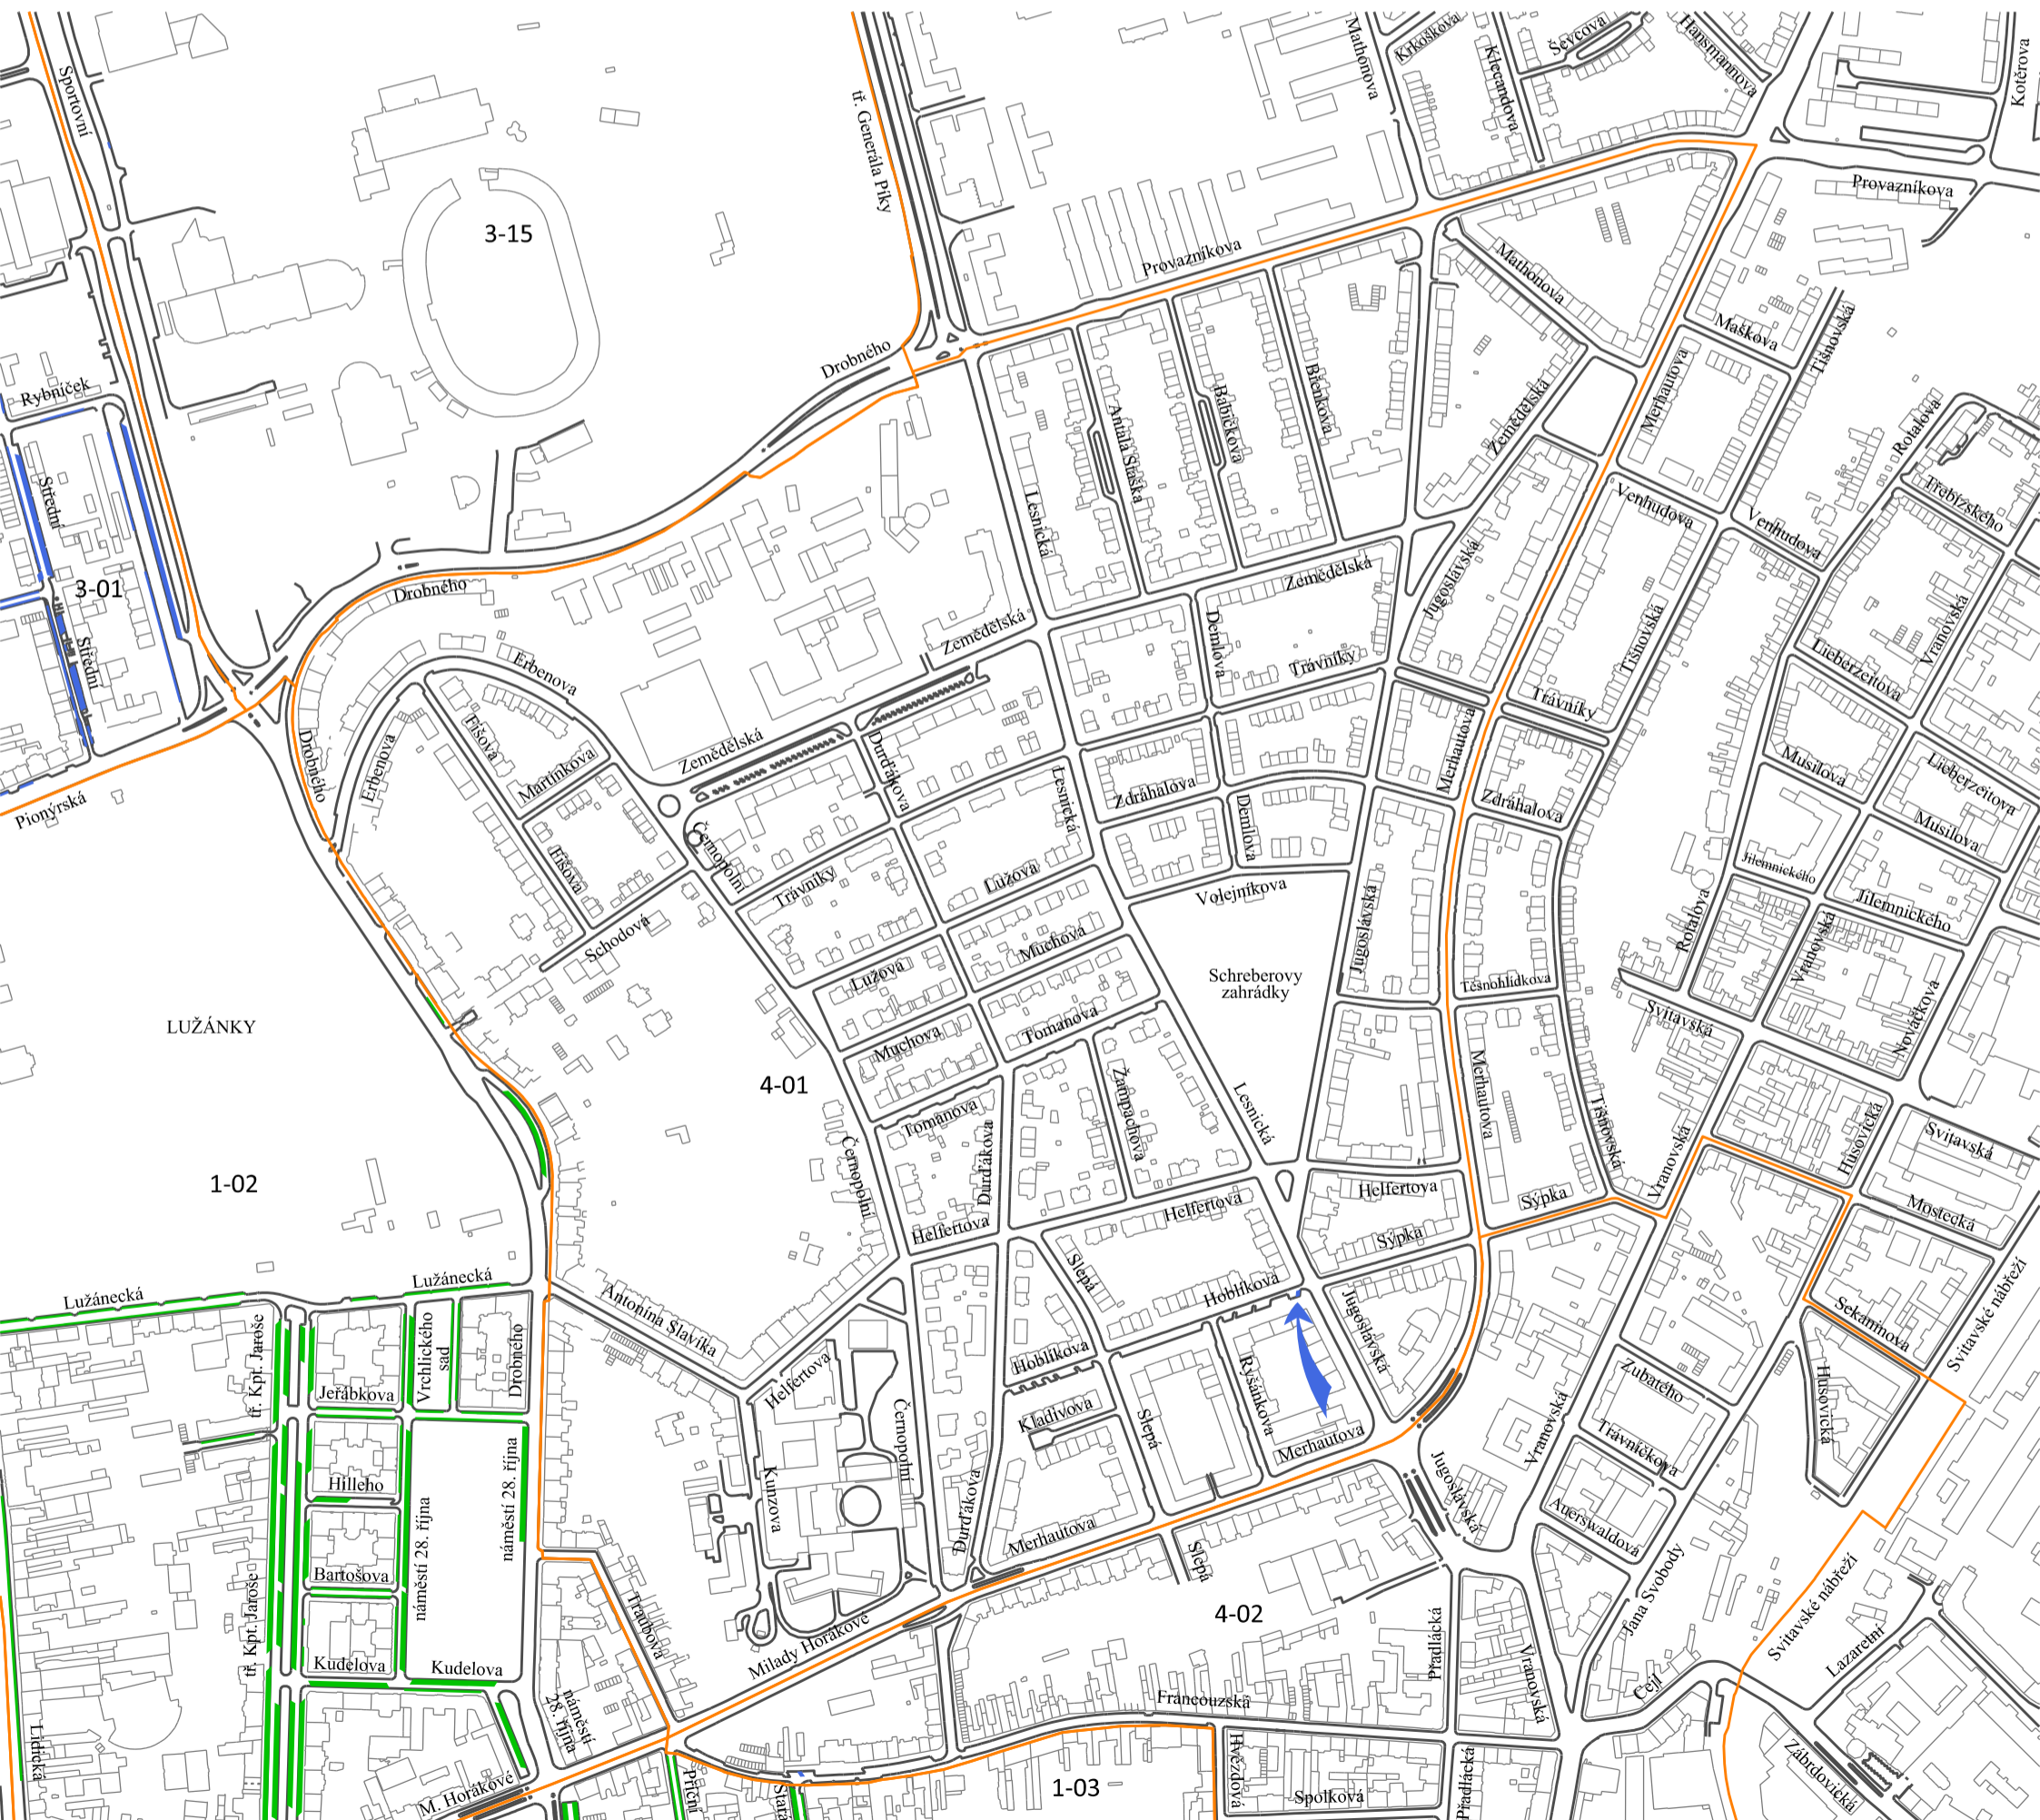 Sportovní
tř. Generála Píky
Mathonova
Krkoškova
Klecandova
Ševcova
Hansmannova
Kotěrova
Provazníkova
3-15
Provazníkova
Mathonova
Maškova
Tišnovská
Merhautova
Drobného
Rybníček
Střední
Lesnická
Antala Staška
Babičkova
Břenkova
Zemědělská
Rotalova
Třebízského
Venhudova
Venhudova
3-01
Střední
Drobného
Erbenova
Zemědělská
Zemědělská
Demlova
Trávníky
Jugoslávská
Tišnovská
Trávníky
Vranovská
Lieberzeitova
Pionýrská
Drobného
Erbenova
Fišova
Martinkova
Zemědělská
Durďákova
Lesnická
Zdráhalova
Demlova
Merhautova
Zdráhalova
Musilova
Lieberzeitova
Musilova
Fišova
Schodová
Černopolní
Trávníky
Lužova
Volejníkova
Jugoslávská
Jilemnického
Jilemnického
Rotalova
Vranovská
Lužova
Muchova
Schreberovy
zahrádky
Těsnohlídkova
Svitavská
Nováčkova
LUŽÁNKY
Muchova
Tomanova
4-01
Tomanova
Žampachova
Lesnická
Merhautova
Tišnovská
Vranovská
Husovická
Svitavská
Mostecká
1-02
Černopolní
Durďákova
Helfertova
Helfertova
Helfertova
Sýpka
Sýpka
Lužánecká
Lužánecká
Antonína Slavíka
Slepá
Hoblíkova
Jugoslávská
Sekaninova
Svitavské nábřeží
tř. Kpt. Jaroše
Jeřábkova
Vrchlického
sad
Drobného
Helfertova
Černopolní
Hoblíkova
Kladivova
Slepá
Ryšánkova
Merhautova
Zubatého
Trávníčkova
Husovická
Vranovská
Hilleho
náměstí 28. října
náměstí 28. října
Kunzova
Durďákova
Merhautova
Slepá
Jugoslávská
Auerswaldova
Bartošova
tř. Kpt. Jaroše
Kudelova
Kudelova
Traubova
Milady Horákové
4-02
Přadlácká
Vranovská
Jana Svobody
Svitavské nábřeží
Lazaretní
Cejl
Lidická
náměstí
28. října
Francouzská
M. Horákové
Příční
Stará
1-03
Hvězdová
Spolková
Přadlácká
Zábrdovická